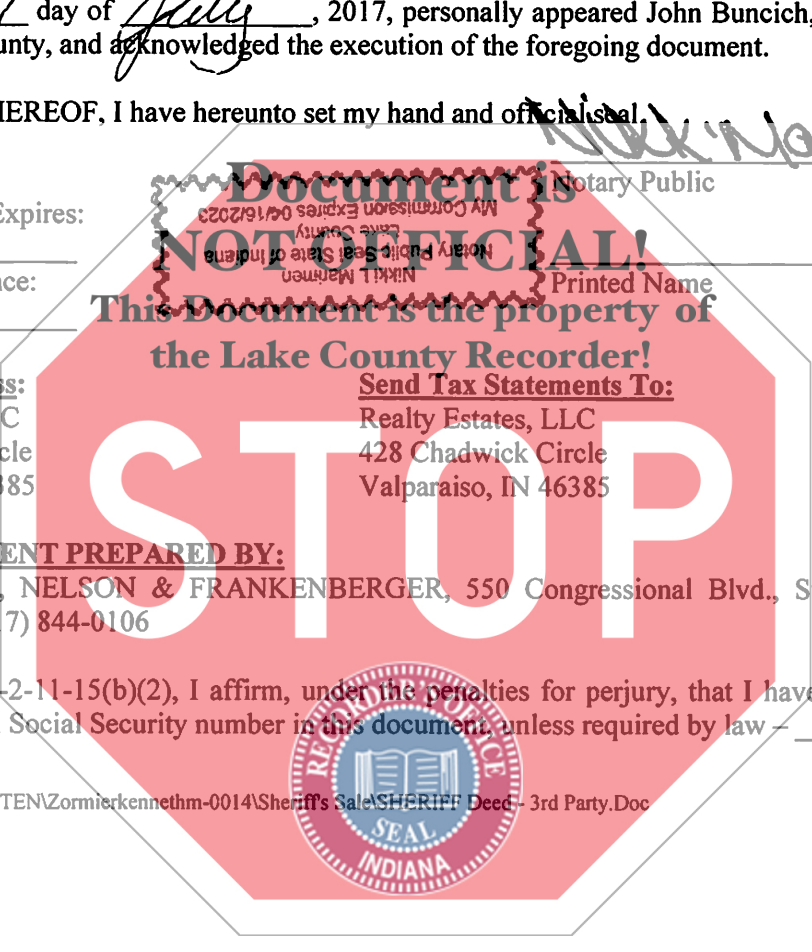 day of July, 2017, personally appeared John Buncich,
unty, and acknowledged the execution of the foregoing document.
HEREOF, I have hereunto set my hand and official seal.
Document is
Notary Public
Expires:
My Commission Expires 04/16/2023
Lake County
Notary Public Seal State of Indiana
Nikki L
NOT OFFICIAL!
nce:
Printed Name
This Document is the property of
the Lake County Recorder!
ss:
C
cle
385
Send Tax Statements To:
Realty Estates, LLC
428 Chadwick Circle
Valparaiso, IN 46385
STOP
ENT PREPARED BY:
, NELSON & FRANKENBERGER, 550 Congressional Blvd., S
7) 844-0106
-2-11-15(b)(2), I affirm, under the penalties for perjury, that I have
Social Security number in this document, unless required by law –
TEN\Zormierkennethm-0014\Sheriff's Sale\SHERIFF Deed - 3rd Party.Doc
RECORDER'S OFFICE
SEAL
INDIANA